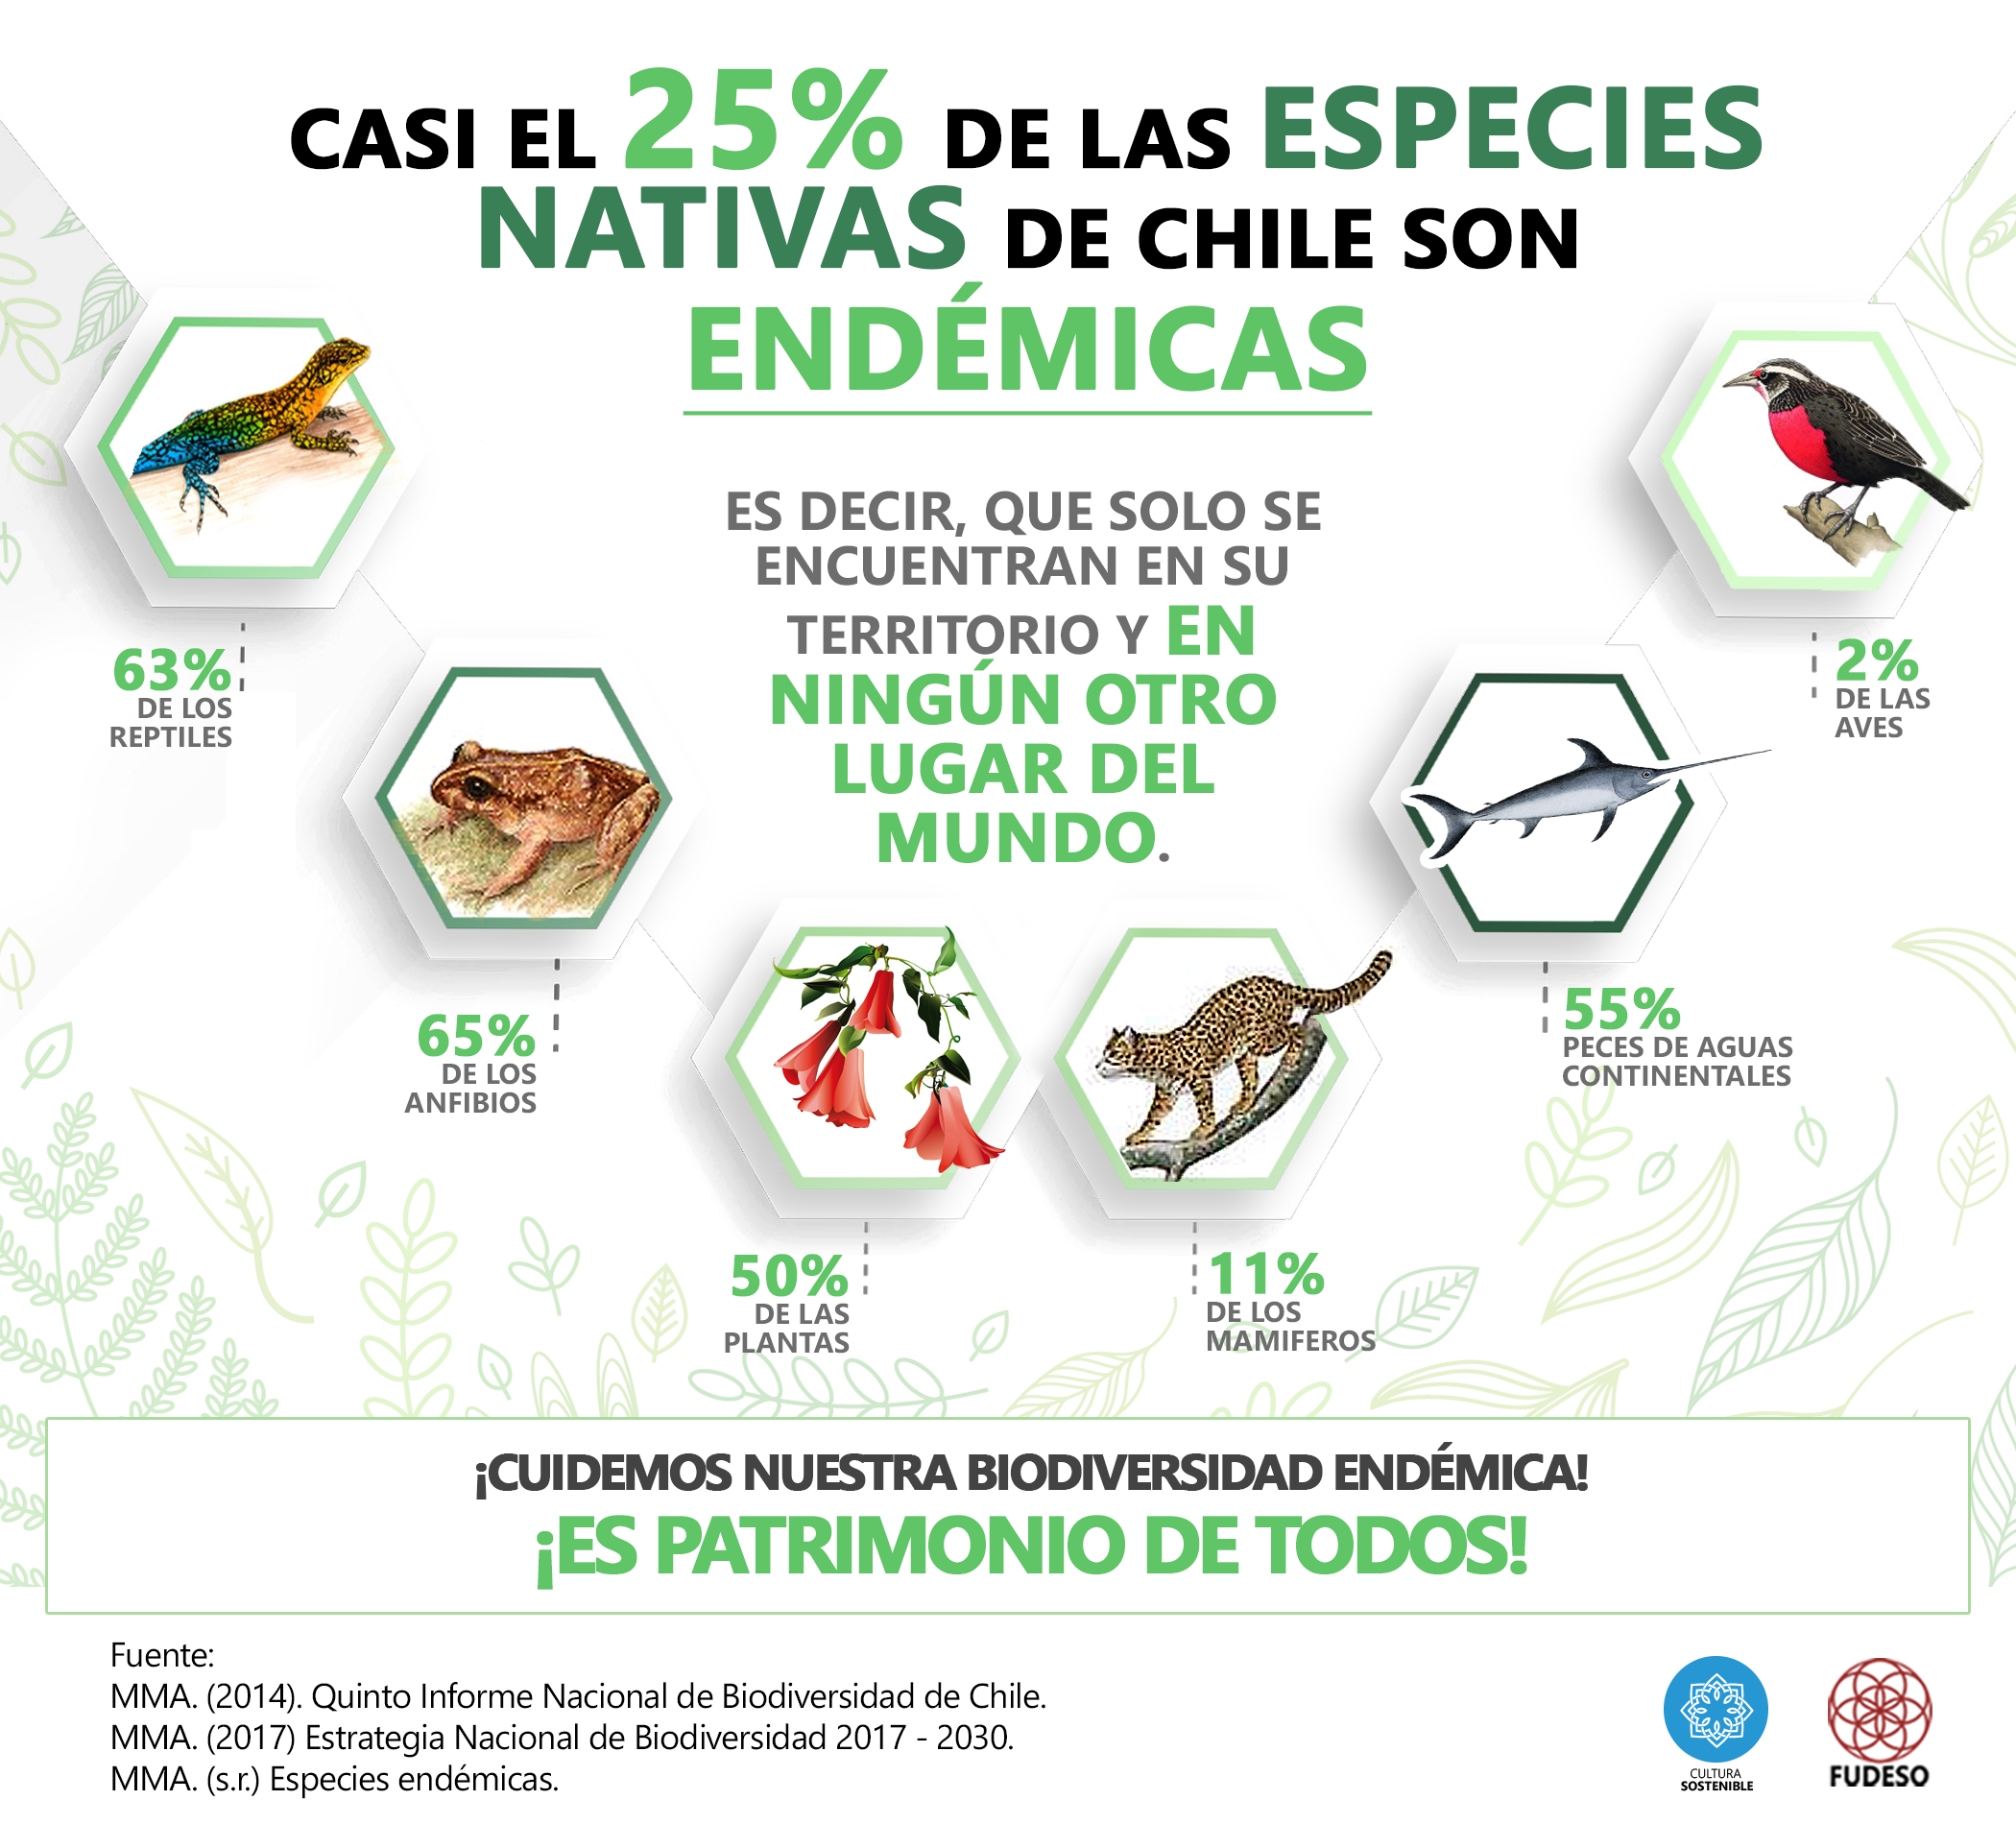 CASI EL 25% DE LAS ESPECIES
NATIVAS DE CHILE SON
ENDÉMICAS
ES DECIR, QUE SOLO SE
ENCUENTRAN EN SU
TERRITORIO Y EN
NINGÚN OTRO
LUGAR DEL
MUNDO.
63%
DE LOS
REPTILES
65%
DE LOS
ANFIBIOS
50%
DE LAS
PLANTAS
11%
DE LOS
MAMIFEROS
55%
PECES DE AGUAS
CONTINENTALES
2%
DE LAS
AVES
¡CUIDEMOS NUESTRA BIODIVERSIDAD ENDÉMICA!
¡ES PATRIMONIO DE TODOS!
Fuente:
MMA. (2014). Quinto Informe Nacional de Biodiversidad de Chile.
MMA. (2017) Estrategia Nacional de Biodiversidad 2017 - 2030.
MMA. (s.r.) Especies endémicas.
CULTURA
SOSTENIBLE
FUDESO